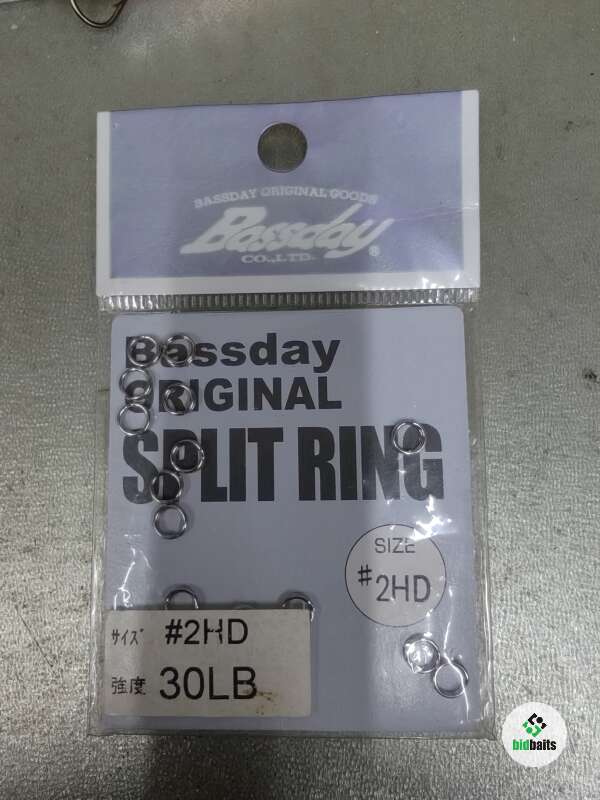 BASSDAY ORIGINAL GOODS
Bassday®
CO.,LTD.
Bassday
ORIGINAL
SPLIT RING
SIZE
#2HD
サイズ #2HD
強度 30LB
bidbaits